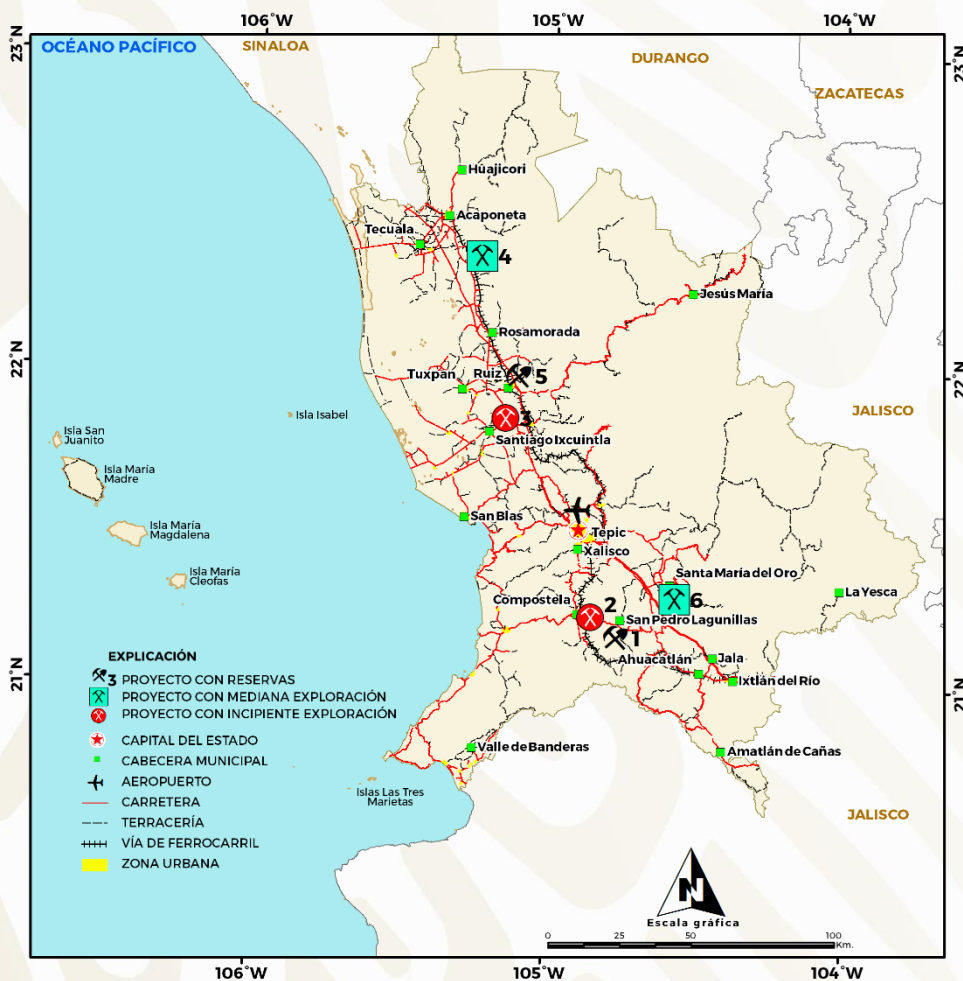 106°W
105°W
104°W
23°N
23°N
OCÉANO PACÍFICO
SINALOA
DURANGO
ZACATECAS
Huajicori
Acaponeta
Tecuala
4
Jesús María
Rosamorada
22°N
22°N
Tuxpan
Ruiz
5
JALISCO
Isla Isabel
3
Isla San
Juanito
Santiago Ixcuintla
Isla María
Madre
San Blas
Isla María
Magdalena
Tepic
Xalisco
Isla María
Cleofas
Santa María del Oro
La Yesca
Compostela
2
6
San Pedro Lagunillas
1
Ahuacatlán
Jala
21°N
21°N
Ixtlán del Río
EXPLICACIÓN
3 PROYECTO CON RESERVAS
PROYECTO CON MEDIANA EXPLORACIÓN
PROYECTO CON INCIPIENTE EXPLORACIÓN
CAPITAL DEL ESTADO
CABECERA MUNICIPAL
AEROPUERTO
CARRETERA
TERRACERÍA
VÍA DE FERROCARRIL
ZONA URBANA
Valle de Banderas
Amatlán de Cañas
Islas Las Tres
Marietas
JALISCO
N
Escala gráfica
0 25 50 100
Km.
106°W
105°W
104°W